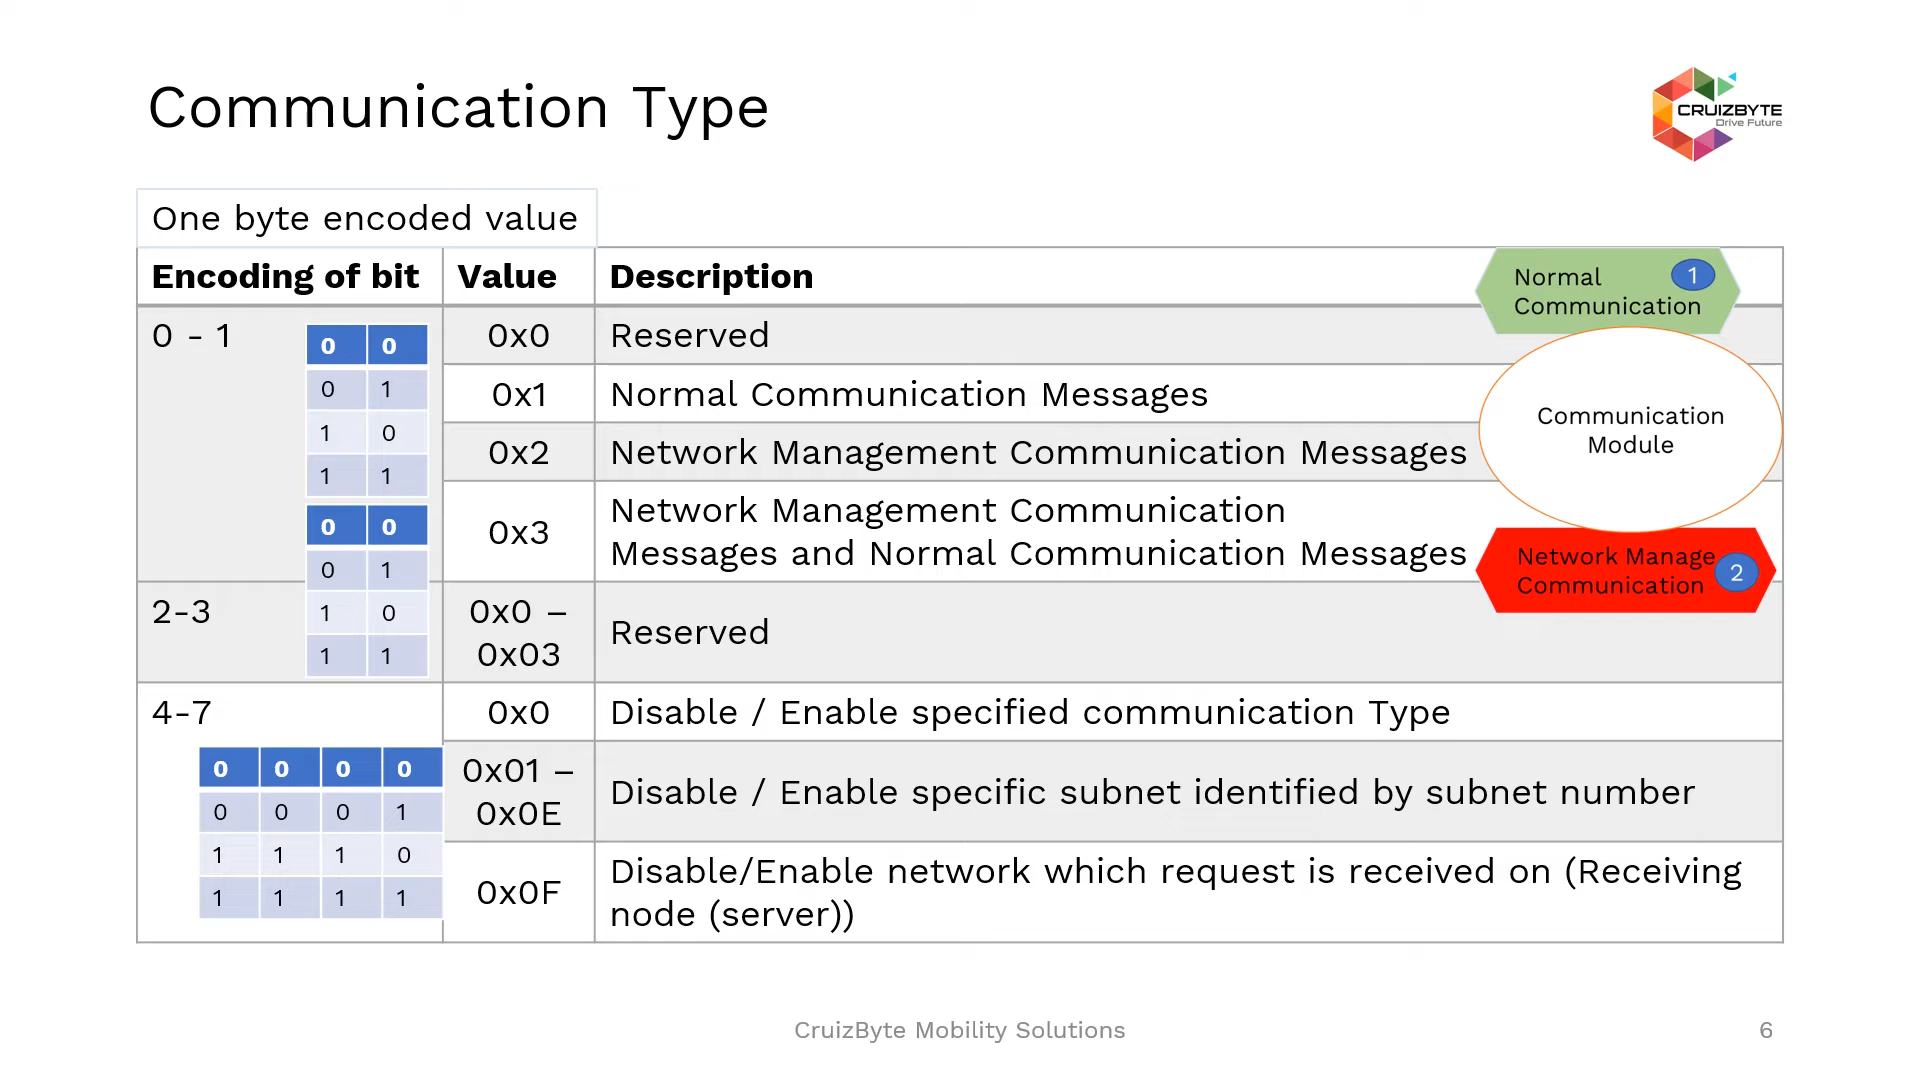 Communication Type
CRUIZBYTE
Drive Future
One byte encoded value
Encoding of bit Value Description
Normal 1
Communication
0 - 1
0 0
0 1
1 0
1 1
0x0 Reserved
0x1 Normal Communication Messages
0x2 Network Management Communication Messages
0x3 Network Management Communication
Messages and Normal Communication Messages
Communication
Module
Network Manage
Communication 2
2-3
0 0
0 1
1 0
1 1
0x0 –
0x03
Reserved
4-7
0 0 0 0
0 0 0 1
1 1 1 0
1 1 1 1
0x0 Disable / Enable specified communication Type
0x01 –
0x0E
Disable / Enable specific subnet identified by subnet number
0x0F
Disable/Enable network which request is received on (Receiving
node (server))
CruizByte Mobility Solutions
6